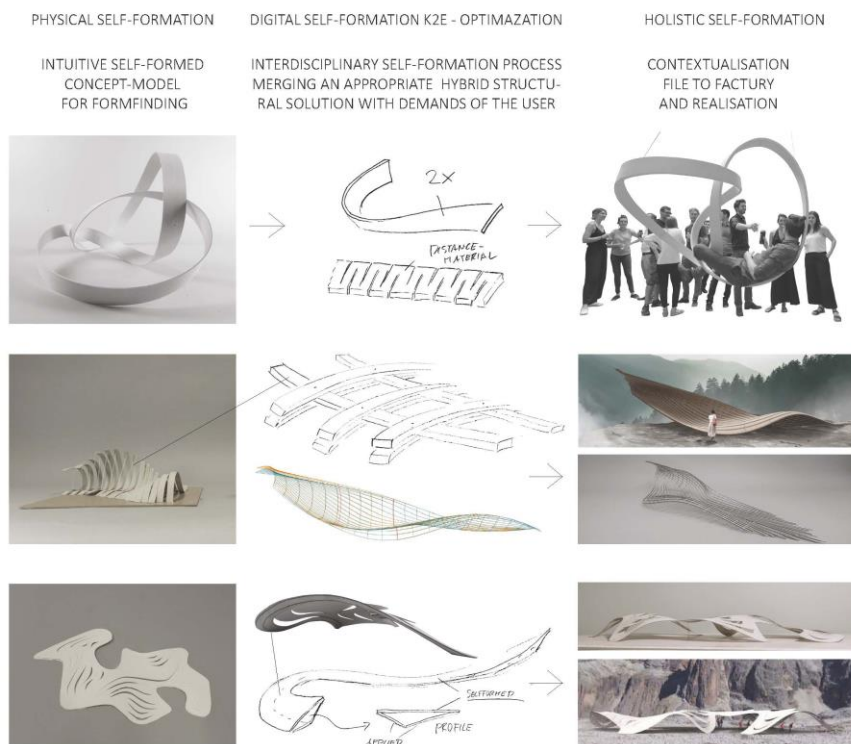 PHYSICAL SELF-FORMATION
INTUITIVE SELF-FORMED
CONCEPT-MODEL
FOR FORMFINDING
DIGITAL SELF-FORMATION K2E - OPTIMAZATION
INTERDISCIPLINARY SELF-FORMATION PROCESS
MERGING AN APPROPRIATE HYBRID STRUCTU-
RAL SOLUTION WITH DEMANDS OF THE USER
HOLISTIC SELF-FORMATION
CONTEXTUALISATION
FILE TO FACTURY
AND REALISATION
2x
DISTANCE-
MATERIAL
SELFFORMED
PROFILE
APPLIED